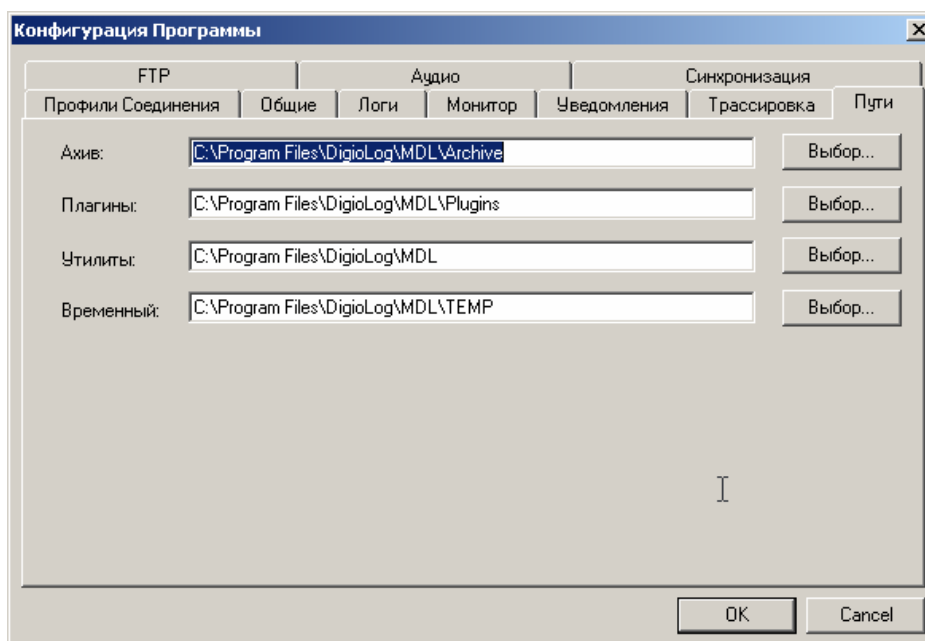 Конфигурация Программы
FTP Аудио Синхронизация
Профили Соединения Общие Логи Монитор Уведомления Трассировка Пути
Ахив: C:\Program Files\DigioLog\MDL\Archive Выбор...
Плагины: C:\Program Files\DigioLog\MDL\Plugins Выбор...
Утилиты: C:\Program Files\DigioLog\MDL Выбор...
Временный: C:\Program Files\DigioLog\MDL\TEMP Выбор...
OK Cancel